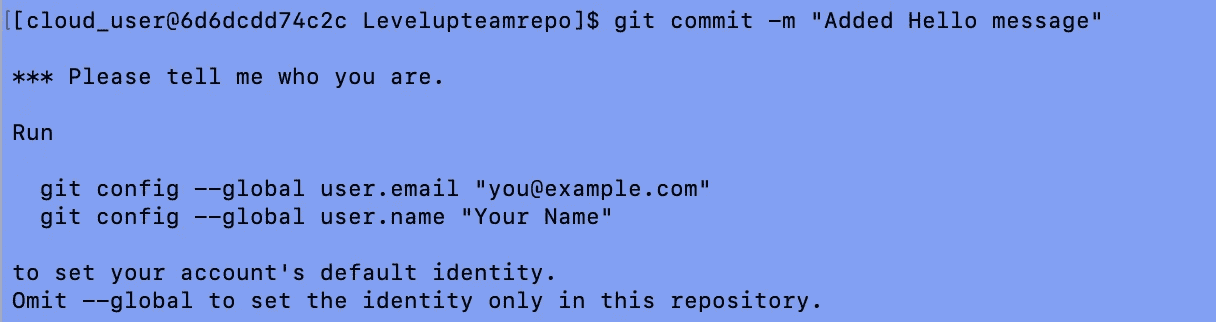 [[cloud_user@6d6dcdd74c2c Levelupteamrepo]$ git commit -m "Added Hello message"
*** Please tell me who you are.
Run
git config --global user.email "you@example.com"
git config --global user.name "Your Name"
to set your account's default identity.
Omit --global to set the identity only in this repository.